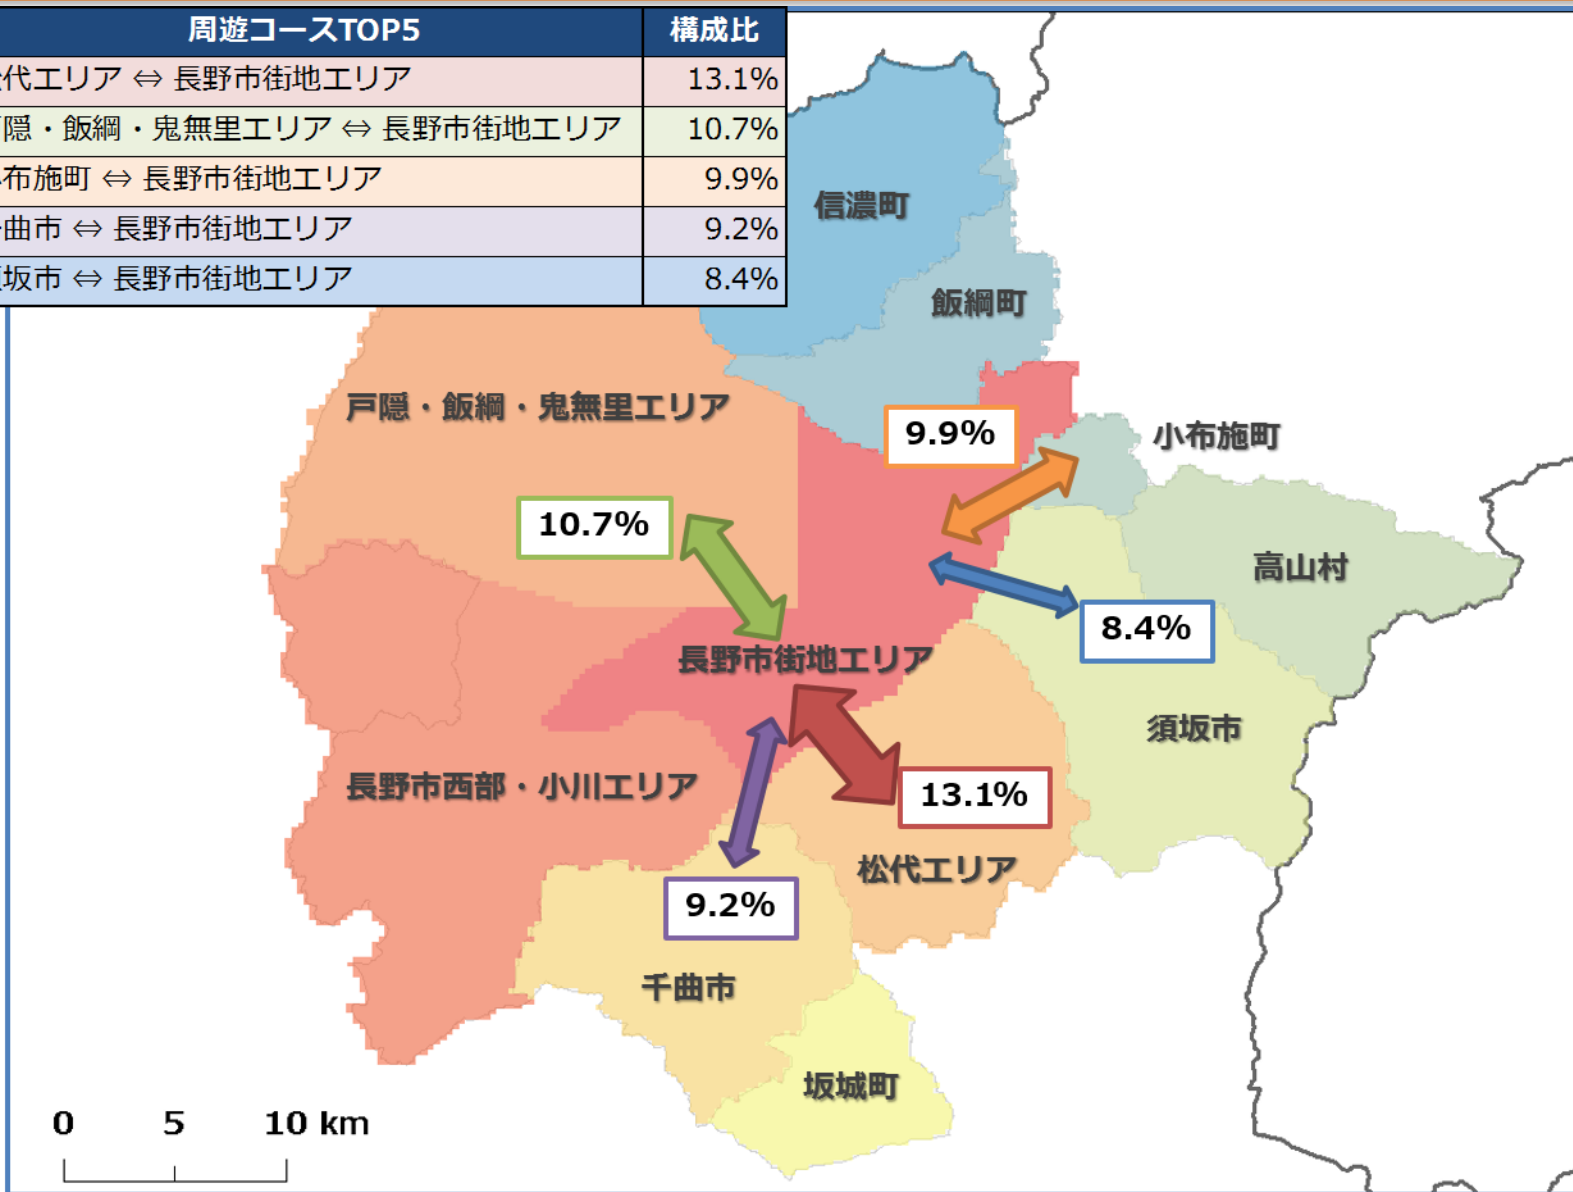 周遊コースTOP5 構成比
代エリア ⇔ 長野市街地エリア 13.1%
隠・飯綱・鬼無里エリア ⇔ 長野市街地エリア 10.7%
布施町 ⇔ 長野市街地エリア 9.9%
曲市 ⇔ 長野市街地エリア 9.2%
坂市 ⇔ 長野市街地エリア 8.4%
信濃町
飯綱町
戸隠・飯綱・鬼無里エリア
9.9%
小布施町
10.7%
高山村
8.4%
長野市街地エリア
須坂市
長野市西部・小川エリア
13.1%
松代エリア
9.2%
千曲市
坂城町
0 5 10 km